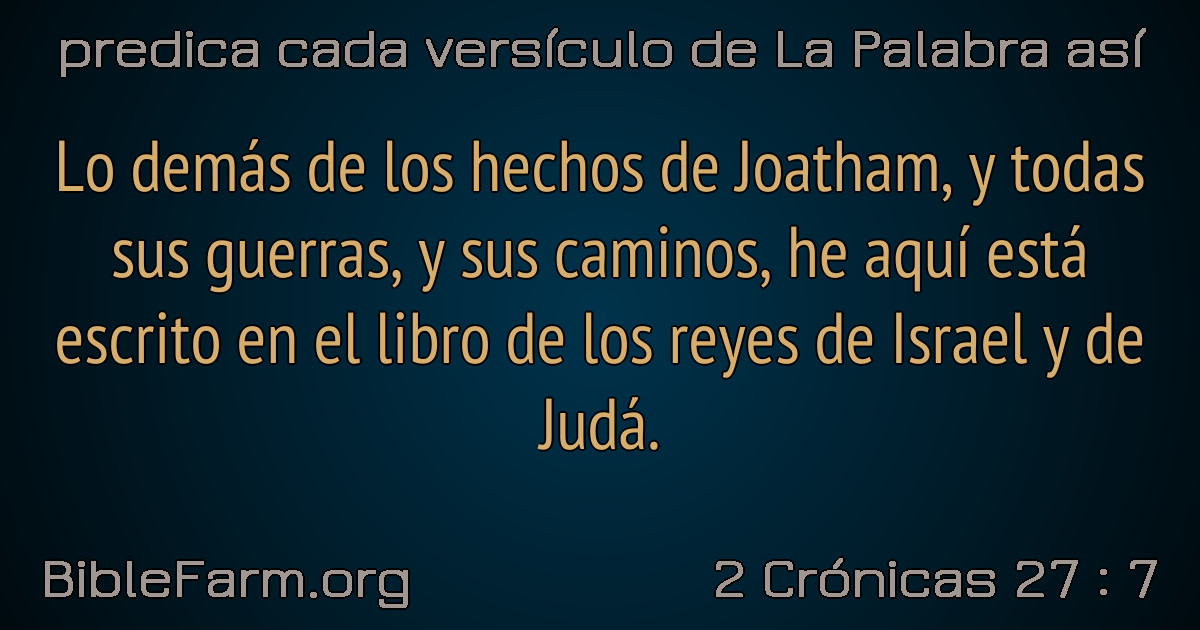 predica cada versículo de La Palabra así
Lo demás de los hechos de Joatham, y todas
sus guerras, y sus caminos, he aquí está
escrito en el libro de los reyes de Israel y de
Judá.
BibleFarm.org
2 Crónicas 27 : 7